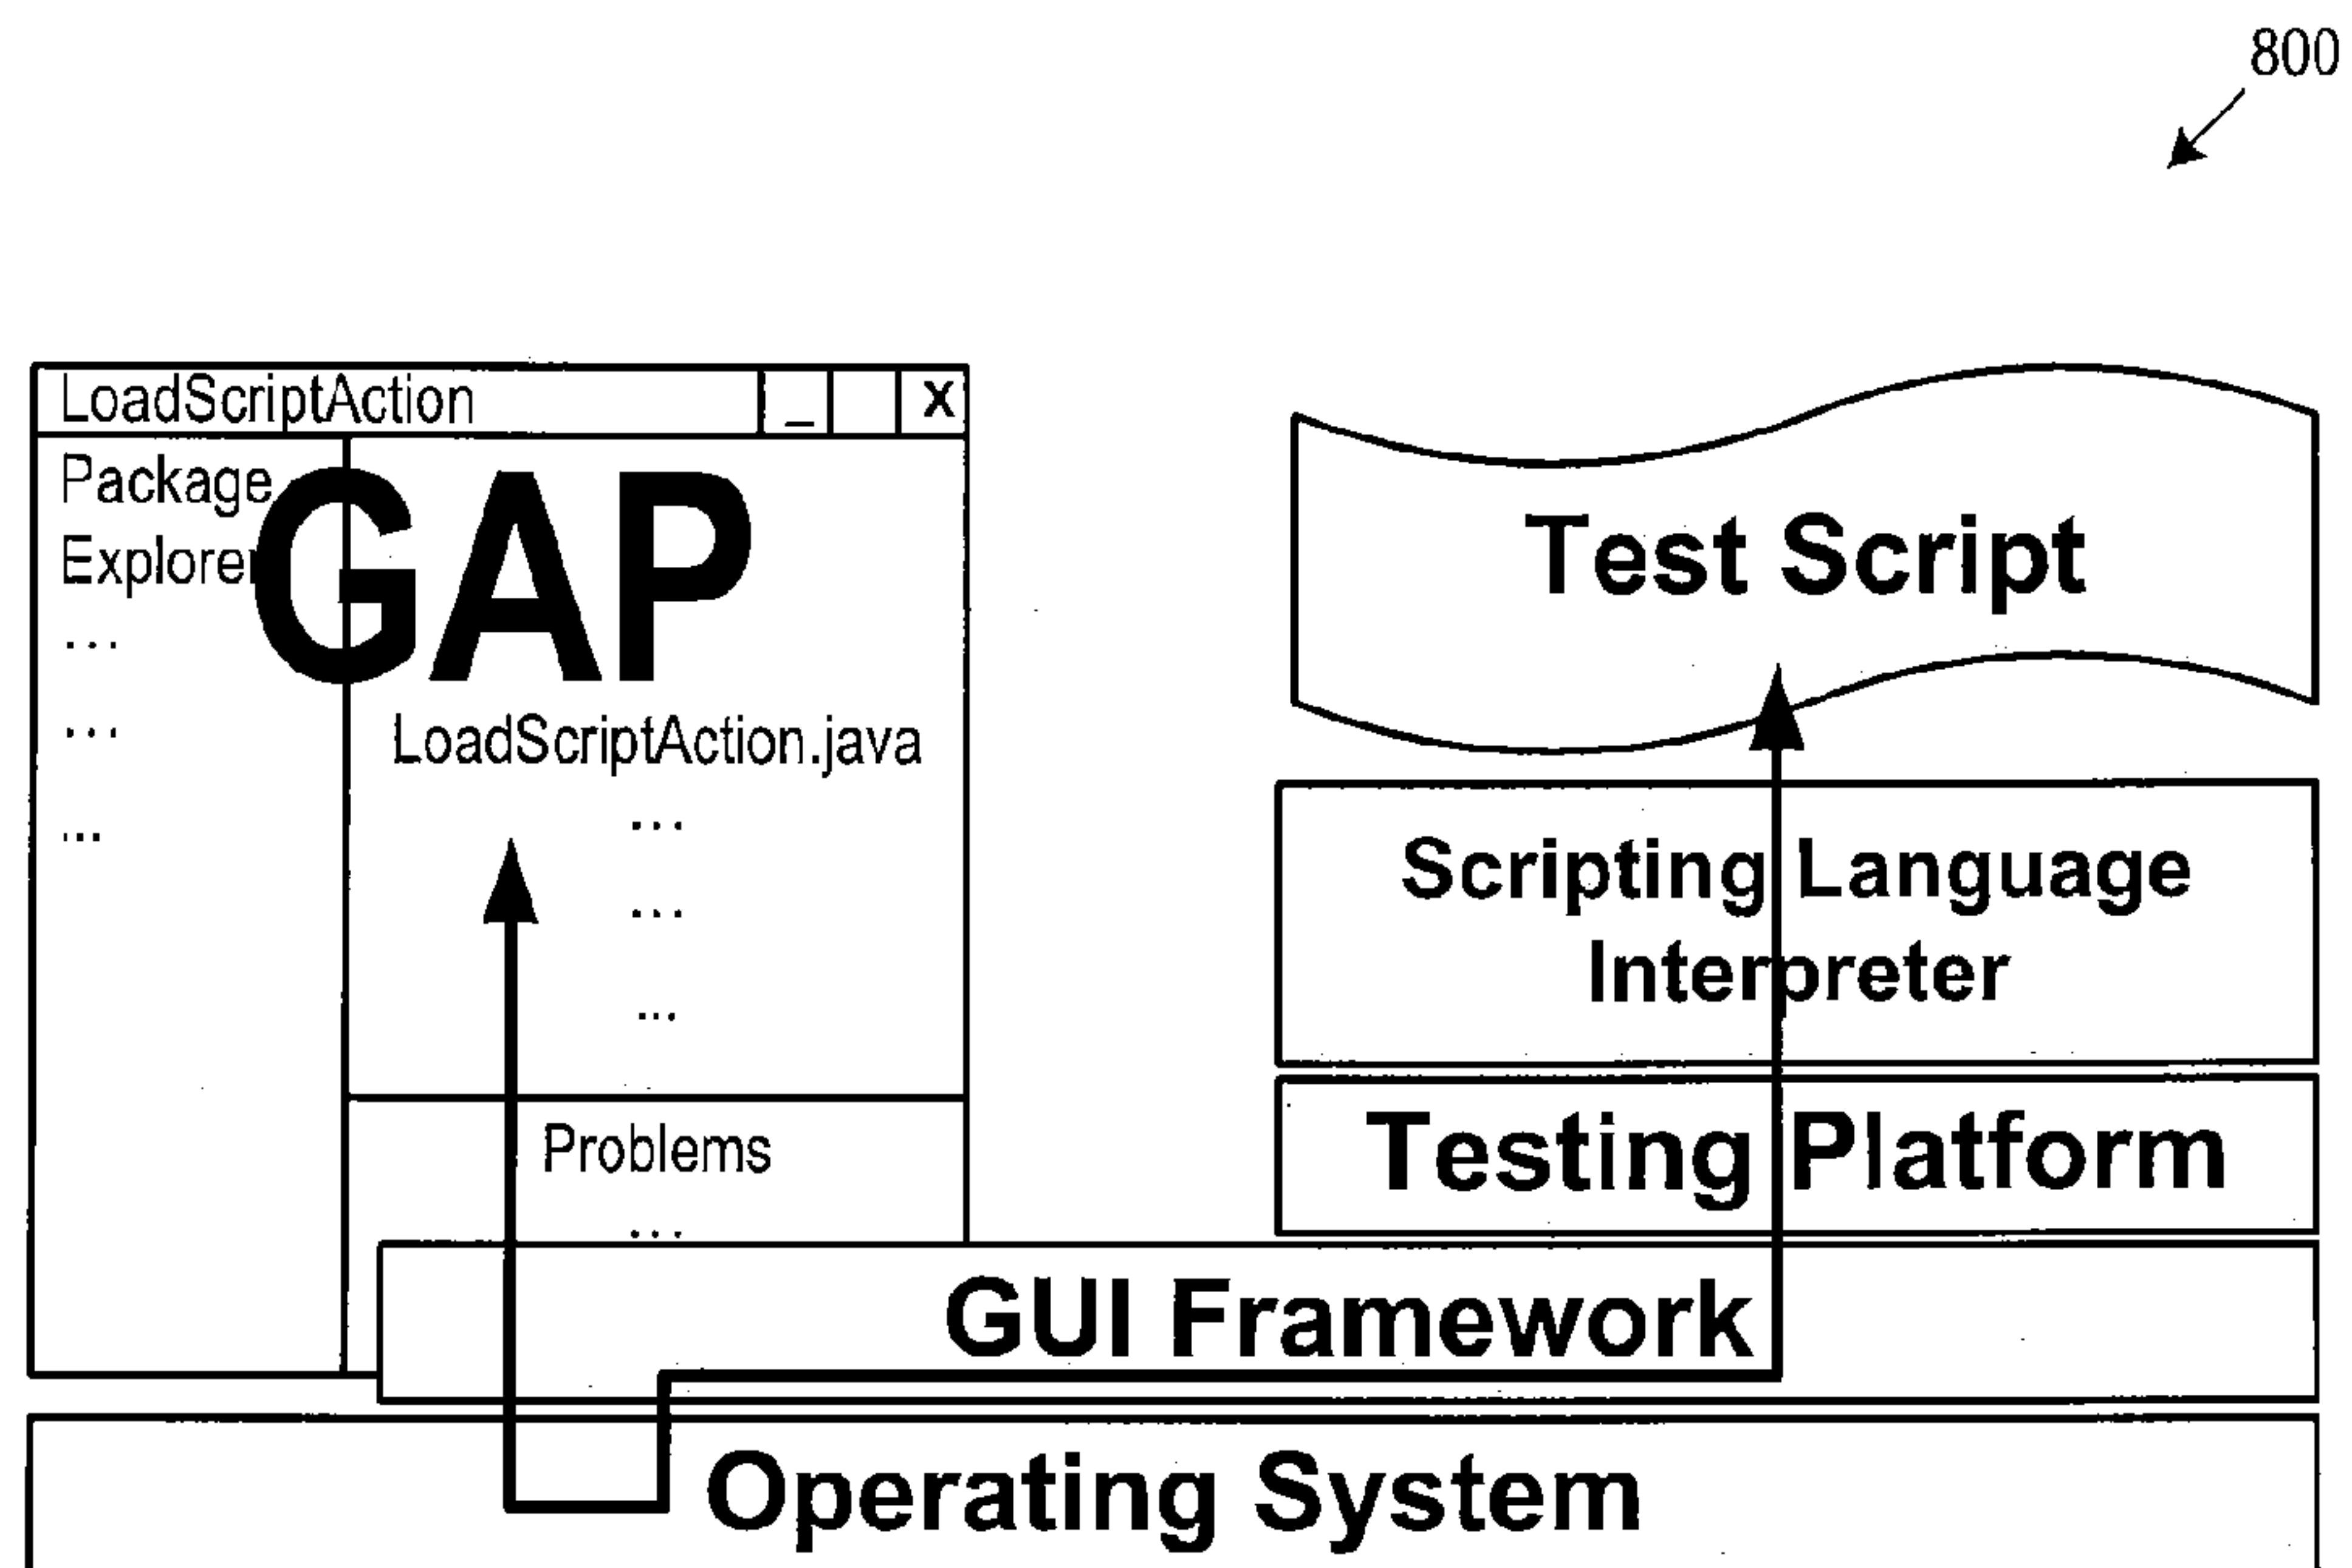 800
LoadScriptAction
_
X
Package
Explorer
...
...
...
GAP
LoadScriptAction.java
...
...
...
Problems
...
Test Script
Scripting Language
Interpreter
Testing Platform
GUI Framework
Operating System